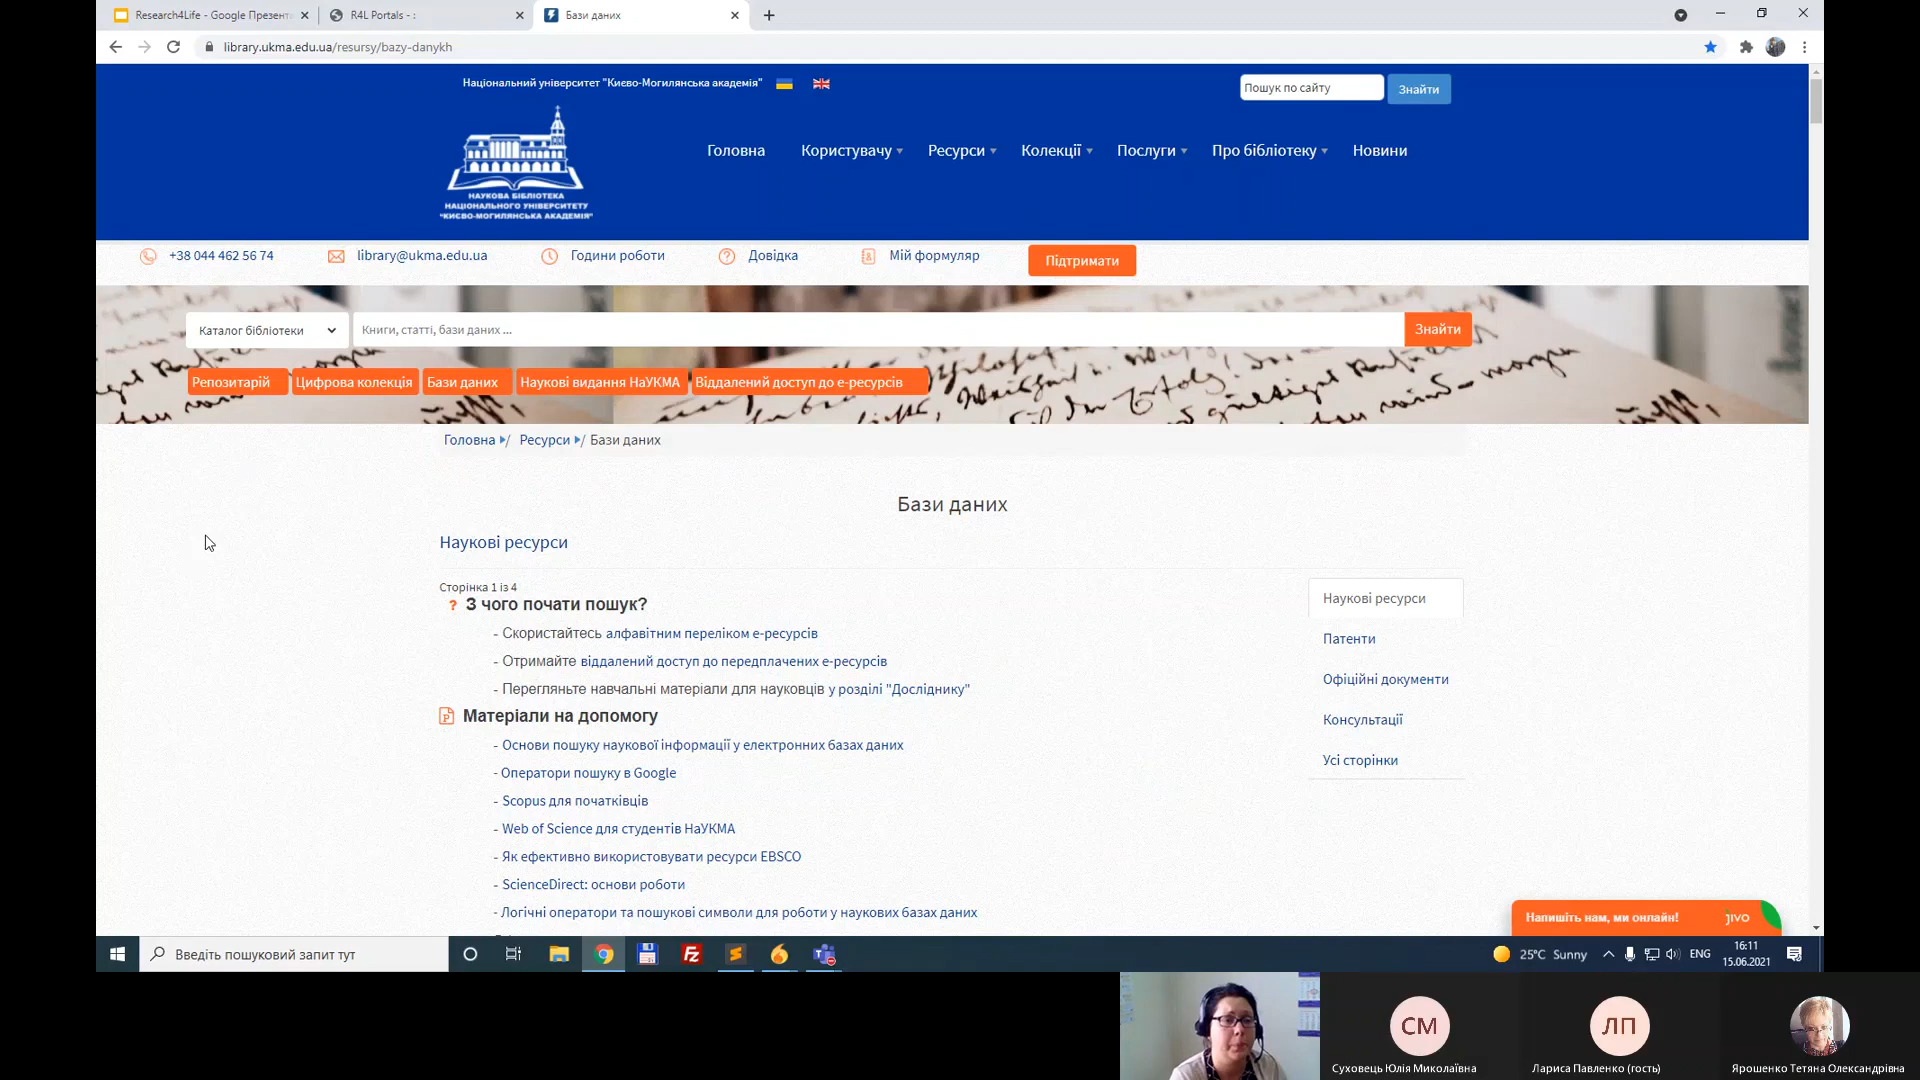 Research4Life - Google Презент
R4L Portals - :
Бази даних
library.ukma.edu.ua/resursy/bazy-danykh
Національний університет "Києво-Могилянська академія"
Пошук по сайту
Знайти
НАУКОВА БІБЛІОТЕКА
НАЦІОНАЛЬНОГО УНІВЕРСИТЕТУ
"КИЄВО-МОГИЛЯНСЬКА АКАДЕМІЯ"
Головна
Користувачу
Ресурси
Колекції
Послуги
Про бібліотеку
Новини
+38 044 462 56 74
library@ukma.edu.ua
Години роботи
Довідка
Мій формуляр
Підтримати
Каталог бібліотеки
Книги, статті, бази даних ...
Знайти
Репозитарій
Цифрова колекція
Бази даних
Наукові видання НаУКМА
Віддалений доступ до е-ресурсів
Головна / Ресурси / Бази даних
Бази даних
Наукові ресурси
Сторінка 1 із 4
? З чого почати пошук?
- Скористайтесь алфавітним переліком е-ресурсів
- Отримайте віддалений доступ до передплачених е-ресурсів
- Перегляньте навчальні матеріали для науковців у розділі "Досліднику"
Матеріали на допомогу
- Основи пошуку наукової інформації у електронних базах даних
- Оператори пошуку в Google
- Scopus для початківців
- Web of Science для студентів НаУКМА
- Як ефективно використовувати ресурси EBSCO
- ScienceDirect: основи роботи
- Логічні оператори та пошукові символи для роботи у наукових базах даних
Наукові ресурси
Патенти
Офіційні документи
Консультації
Усі сторінки
Напишіть нам, ми онлайн!
jivo
Введіть пошуковий запит тут
25°C Sunny
ENG
16:11
15.06.2021
СМ
Суховець Юлія Миколаївна
ЛП
Лариса Павленко (гость)
Ярошенко Тетяна Олександрівна